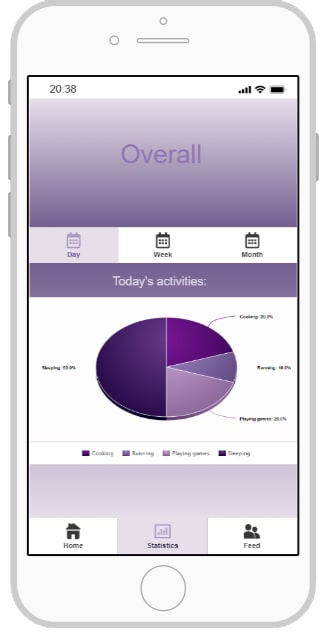 20:38
Overall
Day Week Month
Today's activities:
Cooking: 20.0%
Sleeping: 50.0%
Running: 10.0%
Playing games: 20.0%
Cooking Running Playing games Sleeping
Home Statistics Feed